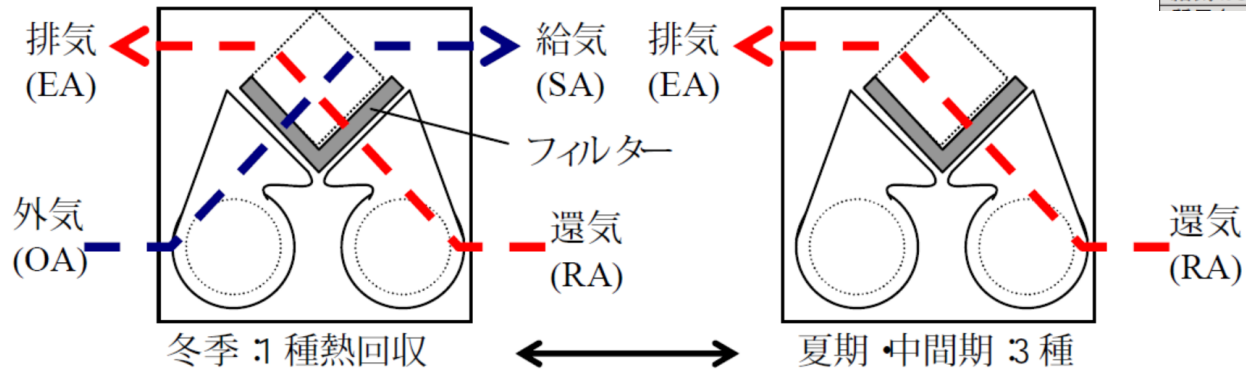 排気
(EA)
給気
(SA)
フィルター
外気
(OA)
還気
(RA)
冬季:1種熱回収
排気
(EA)
還気
(RA)
夏期・中間期:3種